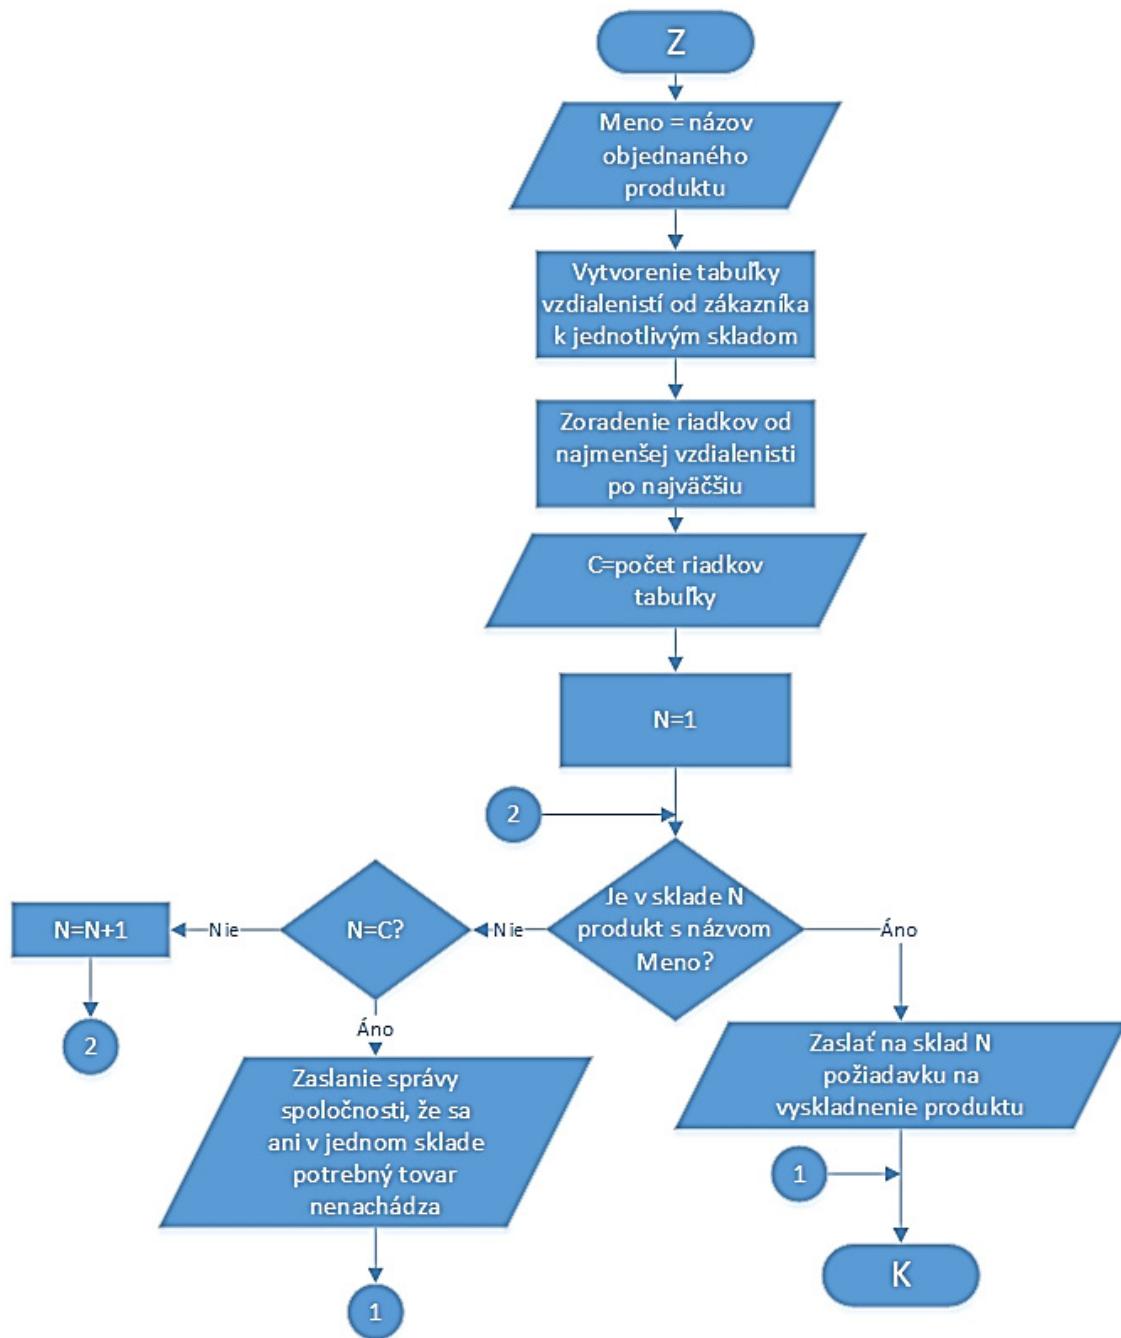 Z
Meno = názov
objednaného
produktu
Vytvorenie tabuľky
vzdialenistí od zákazníka
k jednotlivým skladom
Zoradenie riadkov od
najmenšej vzdialenisti
po najväčšiu
C=počet riadkov
tabuľky
N=1
2
Je v sklade N
produkt s názvom
Meno?
Nie
N=C?
Nie
N=N+1
2
Áno
Zaslanie správy
spoločnosti, že sa
ani v jednom sklade
potrebný tovar
nenachádza
1
Áno
Zaslať na sklad N
požiadavku na
vyskladnenie produktu
1
K